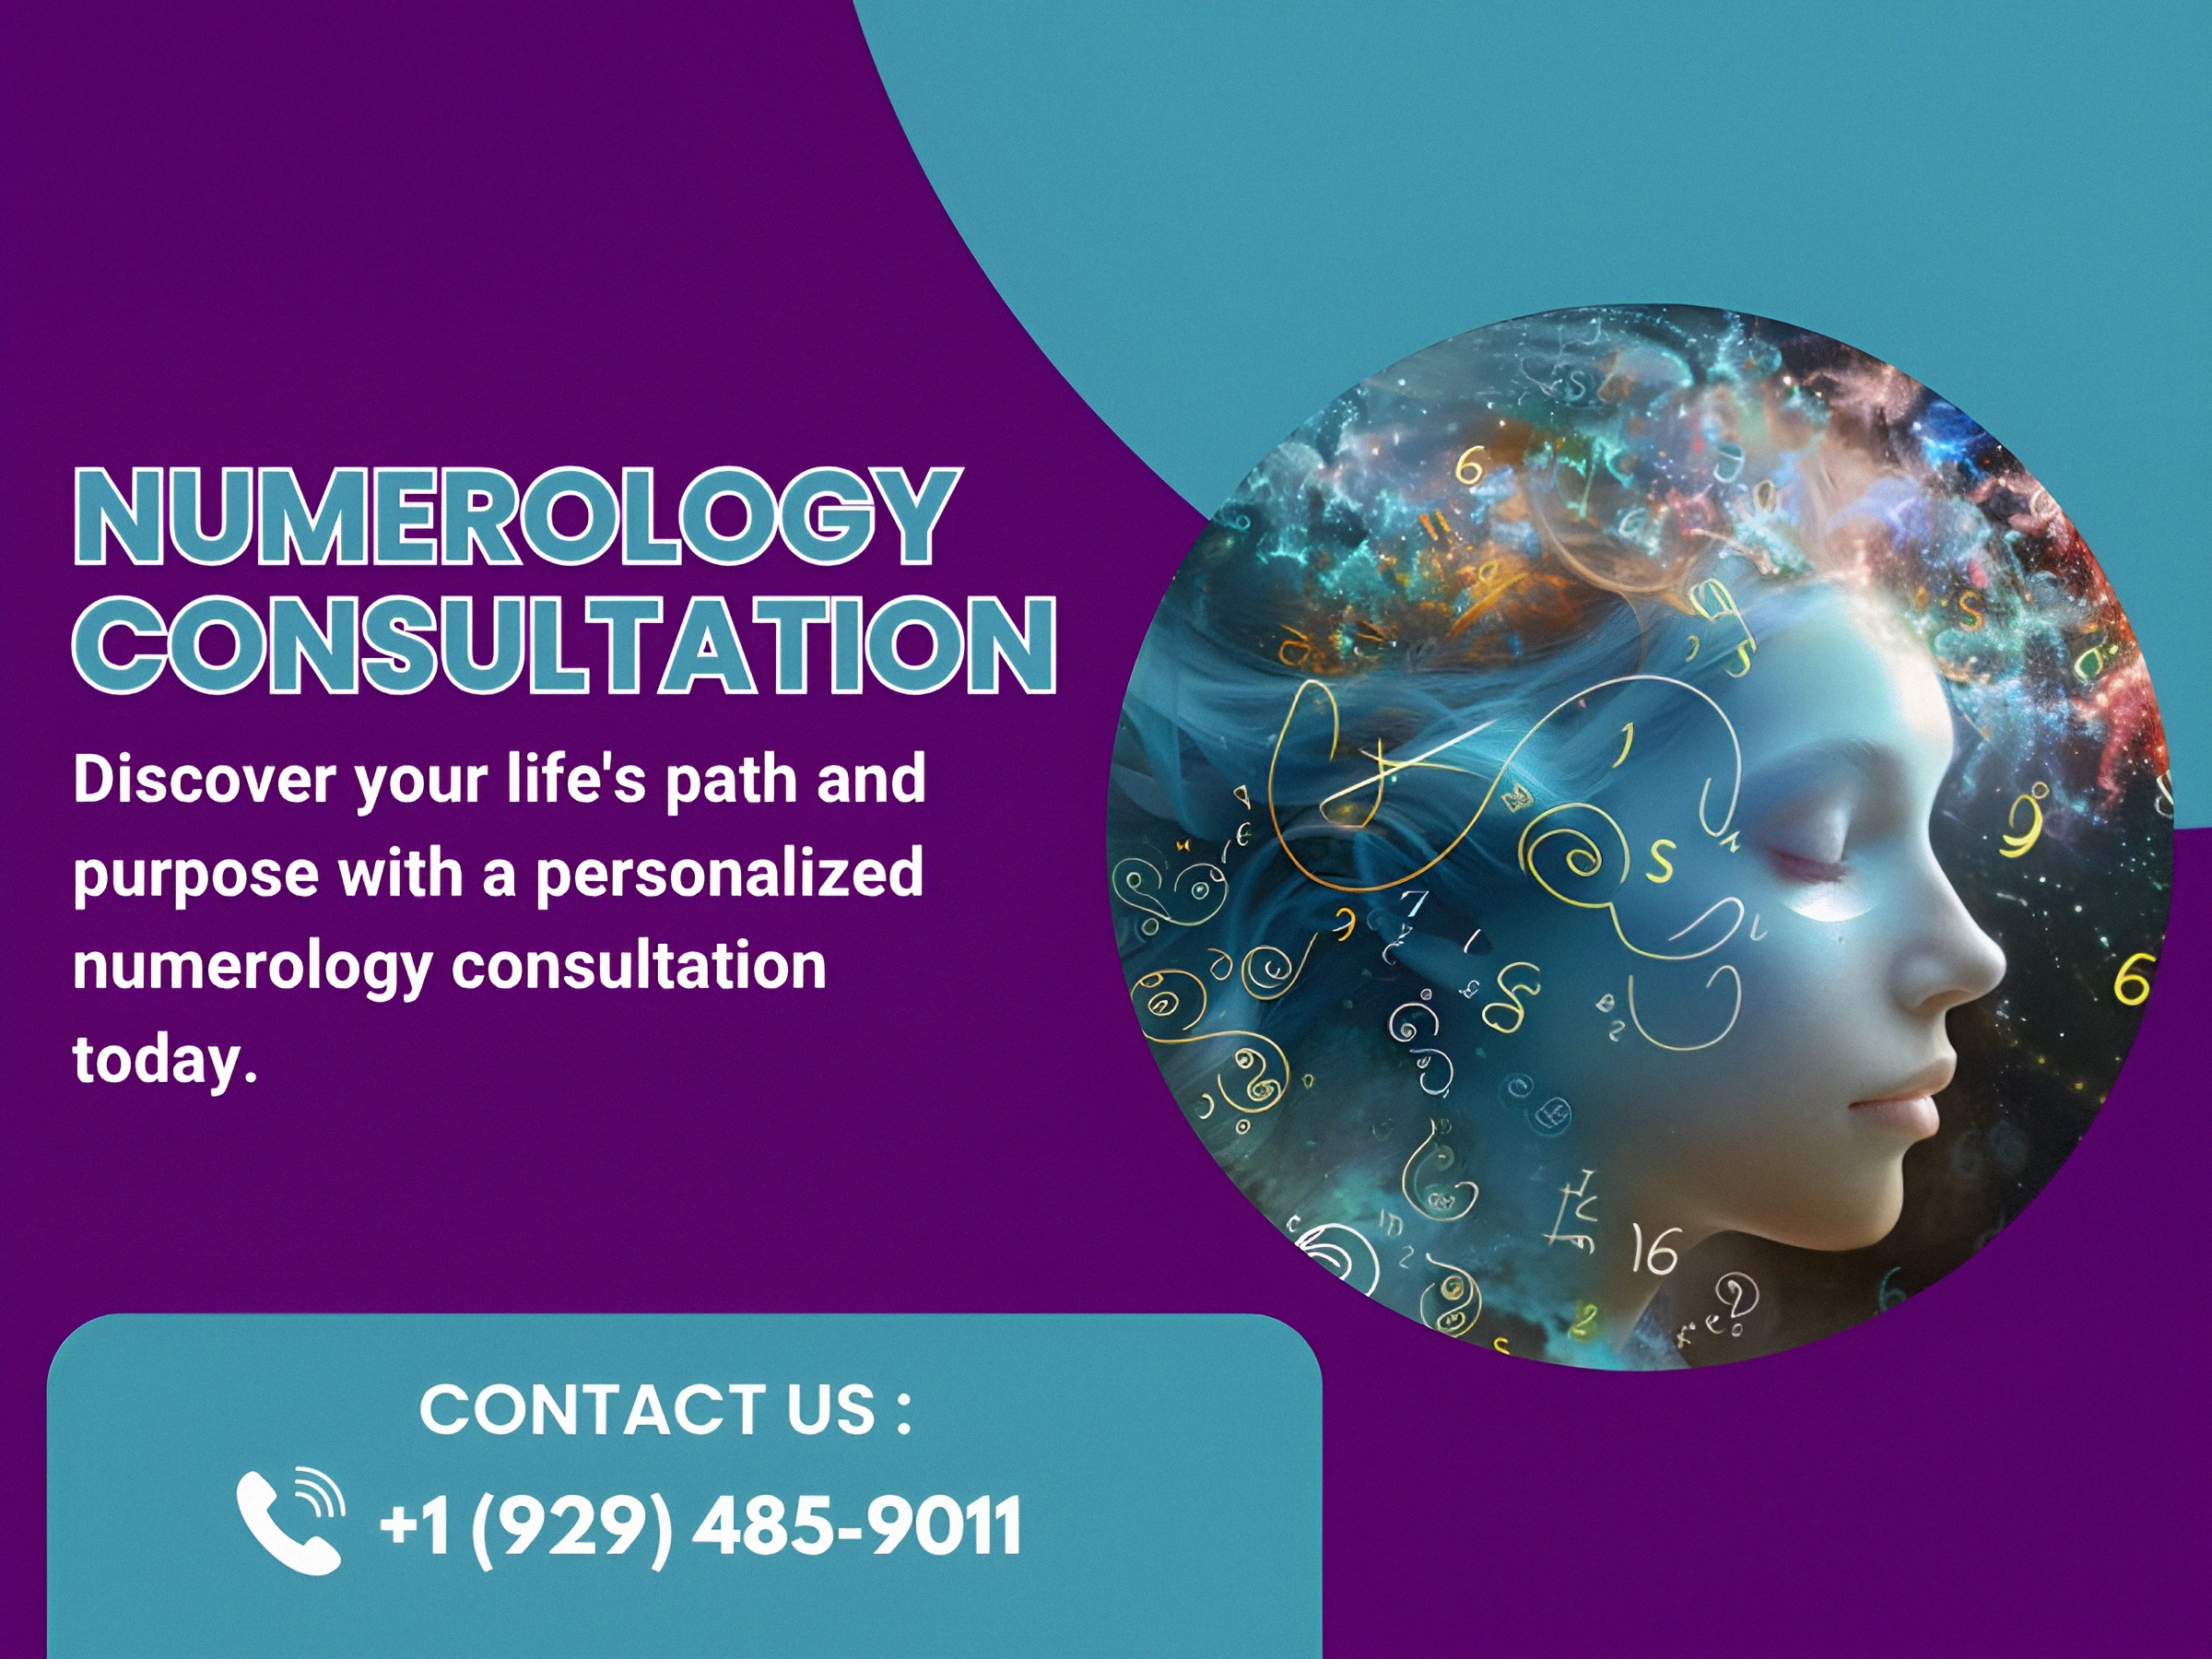 NUMEROLOGY
CONSULTATION
Discover your life's path and
purpose with a personalized
numerology consultation
today.
CONTACT US :
+1 (929) 485-9011